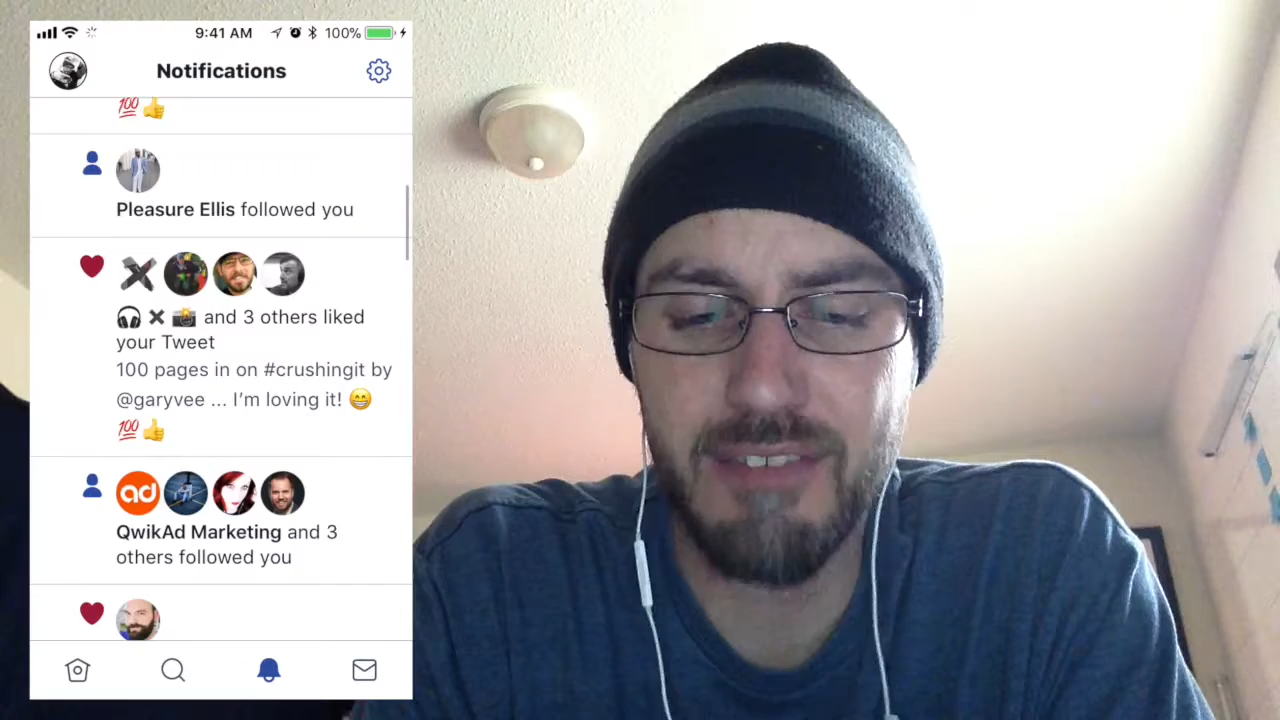 9:41 AM 100%
Notifications
💯👍
Pleasure Ellis followed you
🎧 ✖ 📸 and 3 others liked
your Tweet
100 pages in on #crushingit by
@garyvee ... I'm loving it! 😁
💯👍
ad
QwikAd Marketing and 3
others followed you